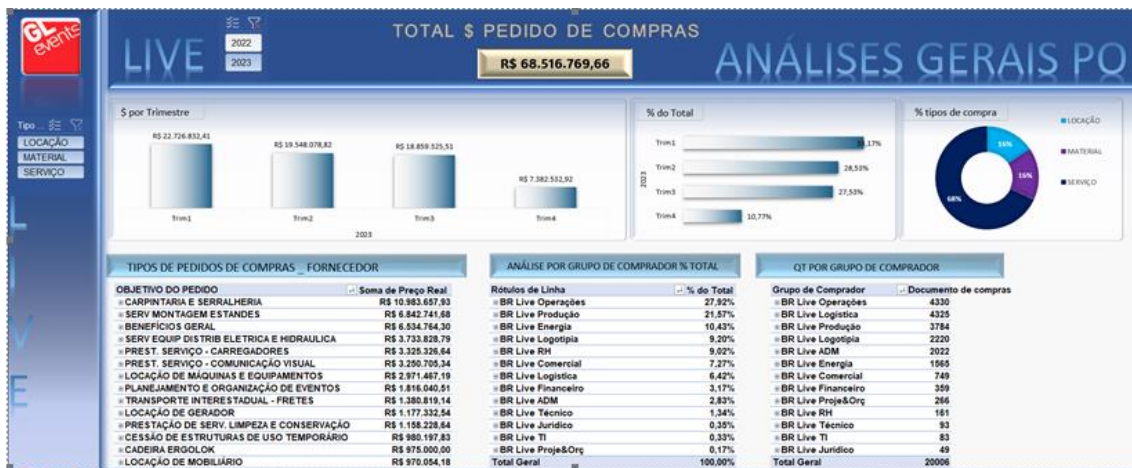 GL
events
LIVE
2022
2023
TOTAL $ PEDIDO DE COMPRAS
R$ 68.516.769,66
ANÁLISES GERAIS PO
Tipo ...
LOCAÇÃO
MATERIAL
SERVIÇO
L
I
V
E
$ por Trimestre
R$ 22.726.832,41
R$ 19.548.078,82
R$ 18.859.325,51
R$ 7.382.532,92
Trim1 Trim2 Trim3 Trim4
2023
% do Total
Trim1 33,17%
Trim2 28,53%
Trim3 27,53%
Trim4 10,77%
2023
% tipos de compra
16%
16%
68%
LOCAÇÃO
MATERIAL
SERVIÇO
TIPOS DE PEDIDOS DE COMPRAS _ FORNECEDOR
OBJETIVO DO PEDIDO Soma de Preço Real
CARPINTARIA E SERRALHERIA R$ 10.983.657,93
SERV MONTAGEM ESTANDES R$ 6.842.741,68
BENEFÍCIOS GERAL R$ 6.534.764,30
SERV EQUIP DISTRIB ELETRICA E HIDRAULICA R$ 3.733.828,79
PREST. SERVIÇO - CARREGADORES R$ 3.325.326,64
PREST. SERVIÇO - COMUNICAÇÃO VISUAL R$ 3.250.705,34
LOCAÇÃO DE MÁQUINAS E EQUIPAMENTOS R$ 2.971.467,19
PLANEJAMENTO E ORGANIZAÇÃO DE EVENTOS R$ 1.816.040,51
TRANSPORTE INTERESTADUAL - FRETES R$ 1.380.819,14
LOCAÇÃO DE GERADOR R$ 1.177.332,54
PRESTAÇÃO DE SERV. LIMPEZA E CONSERVAÇÃO R$ 1.158.228,64
CESSÃO DE ESTRUTURAS DE USO TEMPORÁRIO R$ 980.197,83
CADEIRA ERGOLOK R$ 975.000,00
LOCAÇÃO DE MOBILIÁRIO R$ 970.054,18
ANÁLISE POR GRUPO DE COMPRADOR % TOTAL
Rótulos de Linha % do Total
BR Live Operações 27,92%
BR Live Produção 21,57%
BR Live Energia 10,43%
BR Live Logotipia 9,20%
BR Live RH 9,02%
BR Live Comercial 7,27%
BR Live Logística 6,42%
BR Live Financeiro 3,17%
BR Live ADM 2,83%
BR Live Técnico 1,34%
BR Live Jurídico 0,35%
BR Live TI 0,33%
BR Live Proje&Orç 0,17%
Total Geral 100,00%
QT POR GRUPO DE COMPRADOR
Grupo de Comprador Documento de compras
BR Live Operações 4330
BR Live Logística 4325
BR Live Produção 3784
BR Live Logotipia 2220
BR Live ADM 2022
BR Live Energia 1565
BR Live Comercial 749
BR Live Financeiro 359
BR Live Proje&Orç 266
BR Live RH 161
BR Live Técnico 93
BR Live TI 83
BR Live Jurídico 49
Total Geral 20006